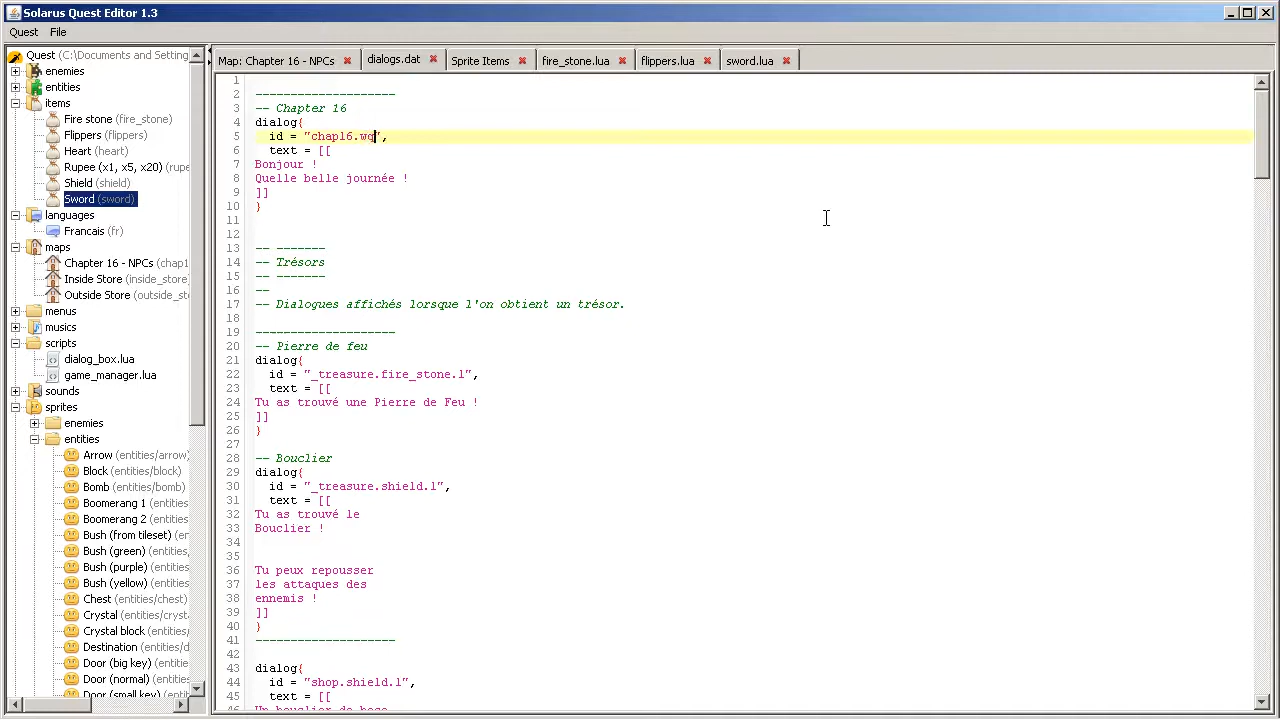 Solarus Quest Editor 1.3
Quest File
Quest (C:\Documents and Setting
enemies
entities
items
Fire stone (fire_stone)
Flippers (flippers)
Heart (heart)
Rupee (x1, x5, x20) (rupe
Shield (shield)
Sword (sword)
languages
Francais (fr)
maps
Chapter 16 - NPCs (chap1
Inside Store (inside_store)
Outside Store (outside_st
menus
musics
scripts
dialog_box.lua
game_manager.lua
sounds
sprites
enemies
entities
Arrow (entities/arrow)
Block (entities/block)
Bomb (entities/bomb)
Boomerang 1 (entities
Boomerang 2 (entities
Bush (from tileset) (enti
Bush (green) (entities/
Bush (purple) (entities/
Bush (yellow) (entities/
Chest (entities/chest)
Crystal (entities/cryst
Crystal block (entities/
Destination (entities/d
Door (big key) (entities/
Door (normal) (entities/
Door (small key) (entities
Map: Chapter 16 - NPCs dialogs.dat Sprite Items fire_stone.lua flippers.lua sword.lua
1
2 --------------------
3 -- Chapter 16
4 dialog{
5 id = "chap16.wq",
6 text = [[
7 Bonjour !
8 Quelle belle journée !
9 ]]
10 }
11
12
13 -- -------
14 -- Trésors
15 -- -------
16 --
17 -- Dialogues affichés lorsque l'on obtient un trésor.
18
19 --------------------
20 -- Pierre de feu
21 dialog{
22 id = "_treasure.fire_stone.1",
23 text = [[
24 Tu as trouvé une Pierre de Feu !
25 ]]
26 }
27
28 -- Bouclier
29 dialog{
30 id = "_treasure.shield.1",
31 text = [[
32 Tu as trouvé le
33 Bouclier !
34
35
36 Tu peux repousser
37 les attaques des
38 ennemis !
39 ]]
40 }
41 --------------------
42
43 dialog{
44 id = "shop.shield.1",
45 text = [[
46 Un bouclier de base